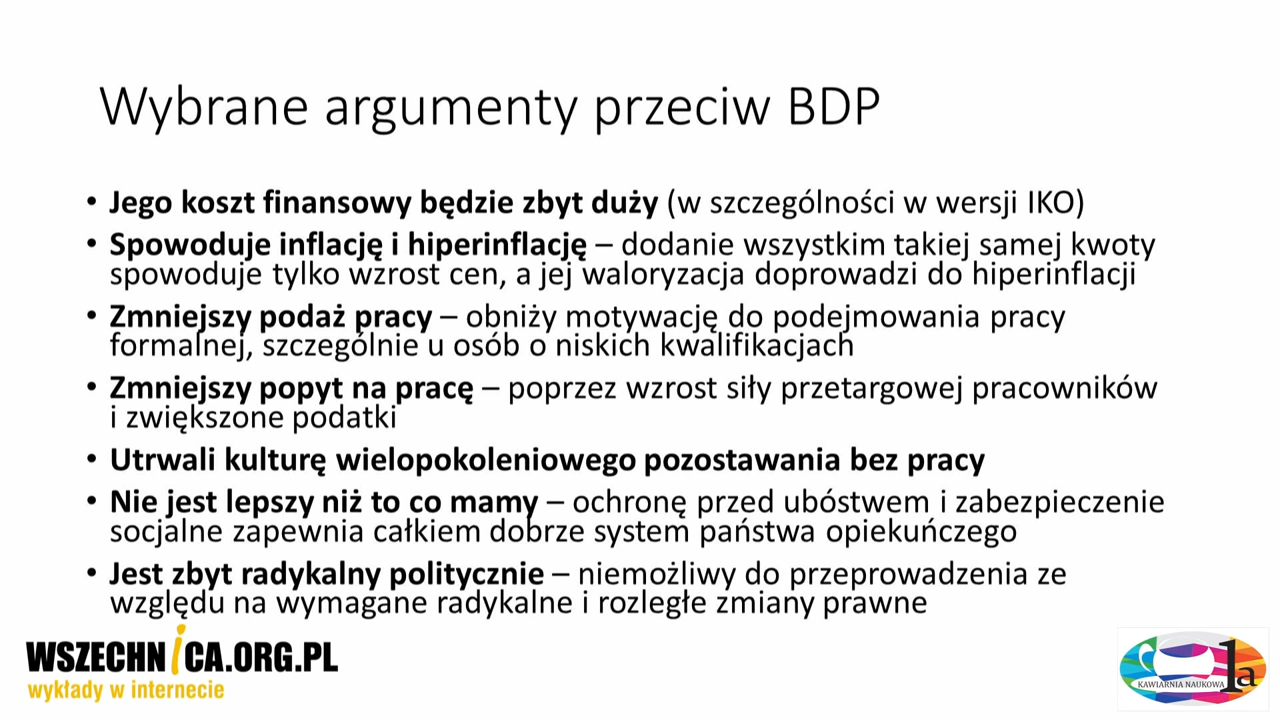 Wybrane argumenty przeciw BDP
• Jego koszt finansowy będzie zbyt duży (w szczególności w wersji IKO)
• Spowoduje inflację i hiperinflację – dodanie wszystkim takiej samej kwoty
spowoduje tylko wzrost cen, a jej waloryzacja doprowadzi do hiperinflacji
• Zmniejszy podaż pracy – obniży motywację do podejmowania pracy
formalnej, szczególnie u osób o niskich kwalifikacjach
• Zmniejszy popyt na pracę – poprzez wzrost siły przetargowej pracowników
i zwiększone podatki
• Utrwali kulturę wielopokoleniowego pozostawania bez pracy
• Nie jest lepszy niż to co mamy – ochronę przed ubóstwem i zabezpieczenie
socjalne zapewnia całkiem dobrze system państwa opiekuńczego
• Jest zbyt radykalny politycznie – niemożliwy do przeprowadzenia ze
względu na wymagane radykalne i rozległe zmiany prawne
WSZECHNiCA.ORG.PL
wykłady w internecie
KAWIARNIA NAUKOWA 1a